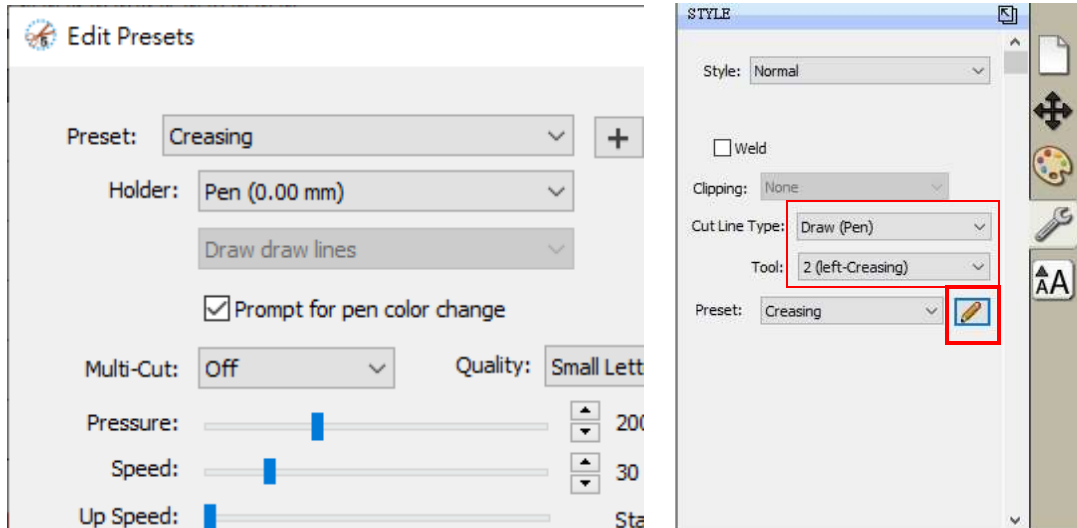 Edit Presets
Preset: Creasing
Holder: Pen (0.00 mm)
Draw draw lines
Prompt for pen color change
Multi-Cut: Off Quality: Small Lett
Pressure: 200
Speed: 30
Up Speed: Sta
STYLE
Style: Normal
Weld
Clipping: None
Cut Line Type: Draw (Pen)
Tool: 2 (left-Creasing)
Preset: Creasing
AA